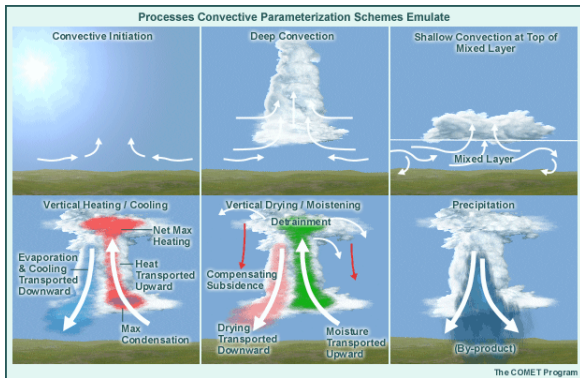 Processes Convective Parameterization Schemes Emulate
Convective Initiation
Deep Convection
Shallow Convection at Top of
Mixed Layer
Mixed Layer
Vertical Heating / Cooling
Net Max
Heating
Evaporation
& Cooling
Transported
Downward
Heat
Transported
Upward
Max
Condensation
Vertical Drying / Moistening
Detrainment
Compensating
Subsidence
Drying
Transported
Downward
Moisture
Transported
Upward
Precipitation
(By-product)
The COMET Program